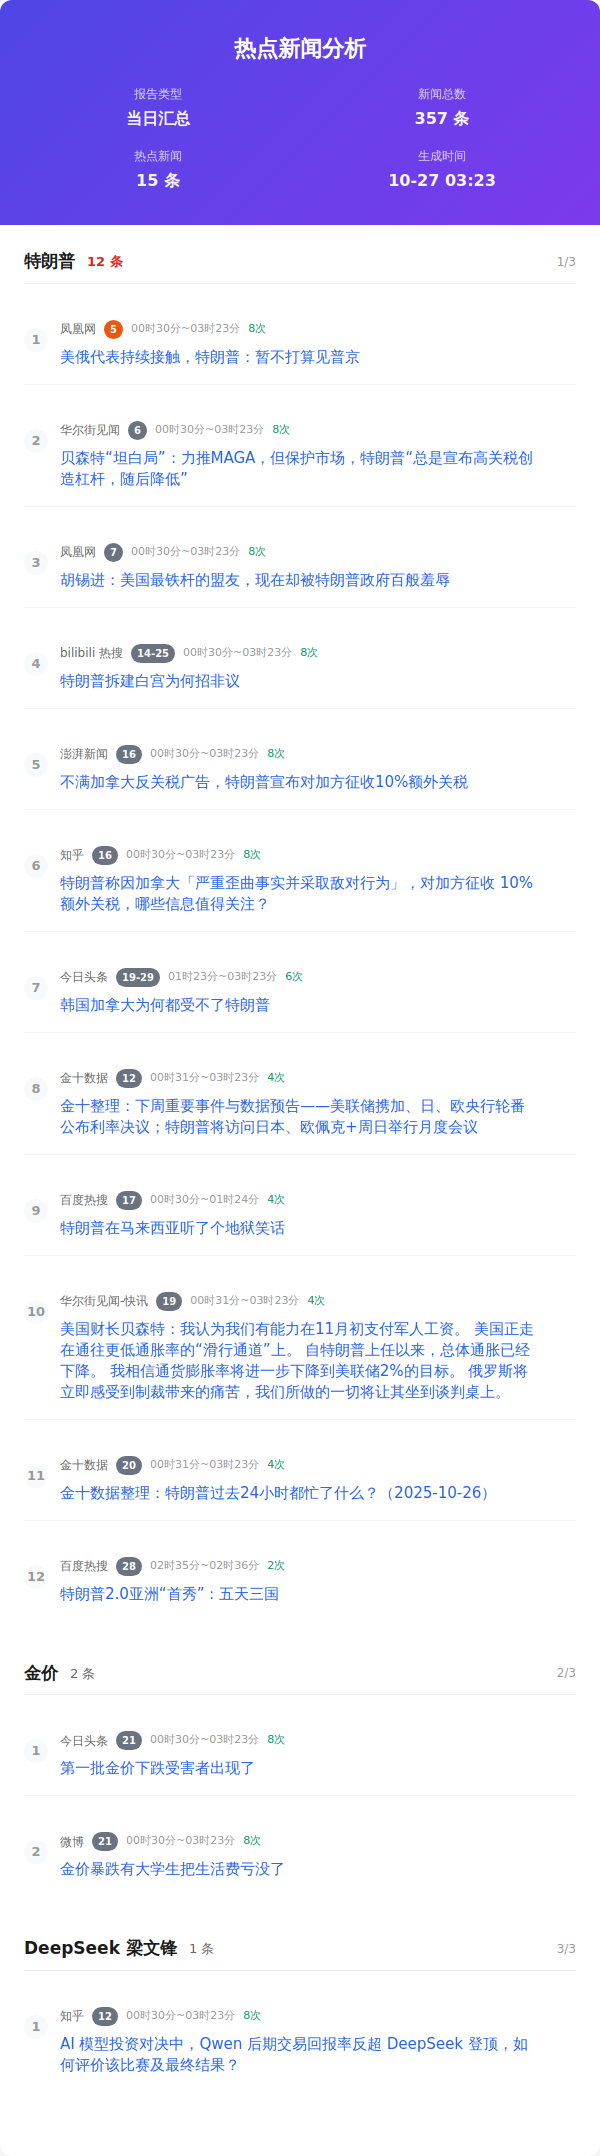 热点新闻分析
报告类型
新闻总数
当日汇总
357 条
热点新闻
生成时间
15 条
10-27 03:23
特朗普 12 条 1/3
1 凤凰网 5 00时30分~03时23分 8次
美俄代表持续接触，特朗普：暂不打算见普京
2 华尔街见闻 6 00时30分~03时23分 8次
贝森特“坦白局”：力推MAGA，但保护市场，特朗普“总是宣布高关税创
造杠杆，随后降低”
3 凤凰网 7 00时30分~03时23分 8次
胡锡进：美国最铁杆的盟友，现在却被特朗普政府百般羞辱
4 bilibili 热搜 14-25 00时30分~03时23分 8次
特朗普拆建白宫为何招非议
5 澎湃新闻 16 00时30分~03时23分 8次
不满加拿大反关税广告，特朗普宣布对加方征收10%额外关税
6 知乎 16 00时30分~03时23分 8次
特朗普称因加拿大「严重歪曲事实并采取敌对行为」，对加方征收 10%
额外关税，哪些信息值得关注？
7 今日头条 19-29 01时23分~03时23分 6次
韩国加拿大为何都受不了特朗普
8 金十数据 12 00时31分~03时23分 4次
金十整理：下周重要事件与数据预告——美联储携加、日、欧央行轮番
公布利率决议；特朗普将访问日本、欧佩克+周日举行月度会议
9 百度热搜 17 00时30分~01时24分 4次
特朗普在马来西亚听了个地狱笑话
10 华尔街见闻-快讯 19 00时31分~03时23分 4次
美国财长贝森特：我认为我们有能力在11月初支付军人工资。 美国正走
在通往更低通胀率的“滑行通道”上。 自特朗普上任以来，总体通胀已经
下降。 我相信通货膨胀率将进一步下降到美联储2%的目标。 俄罗斯将
立即感受到制裁带来的痛苦，我们所做的一切将让其坐到谈判桌上。
11 金十数据 20 00时31分~03时23分 4次
金十数据整理：特朗普过去24小时都忙了什么？（2025-10-26）
12 百度热搜 28 02时35分~02时36分 2次
特朗普2.0亚洲“首秀”：五天三国
金价 2 条 2/3
1 今日头条 21 00时30分~03时23分 8次
第一批金价下跌受害者出现了
2 微博 21 00时30分~03时23分 8次
金价暴跌有大学生把生活费亏没了
DeepSeek 梁文锋 1 条 3/3
1 知乎 12 00时30分~03时23分 8次
AI 模型投资对决中，Qwen 后期交易回报率反超 DeepSeek 登顶，如
何评价该比赛及最终结果？